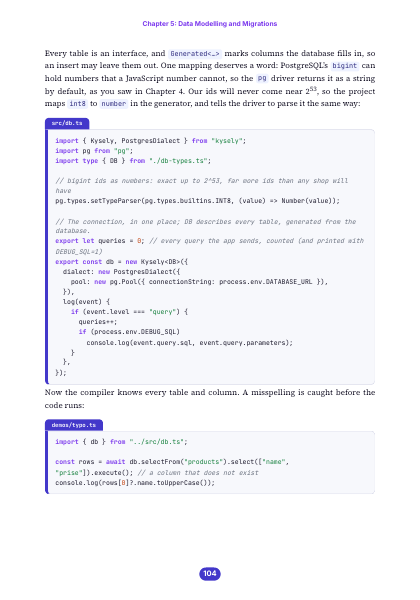 Chapter 5: Data Modelling and Migrations
Every table is an interface, and Generated<…> marks columns the database fills in, so
an insert may leave them out. One mapping deserves a word: PostgreSQL's bigint can
hold numbers that a JavaScript number cannot, so the pg driver returns it as a string
by default, as you saw in Chapter 4. Our ids will never come near 2^53, so the project
maps int8 to number in the generator, and tells the driver to parse it the same way:
src/db.ts
import { Kysely, PostgresDialect } from "kysely";
import pg from "pg";
import type { DB } from "./db-types.ts";
// bigint ids as numbers: exact up to 2^53, far more ids than any shop will
have
pg.types.setTypeParser(pg.types.builtins.INT8, (value) => Number(value));
// The connection, in one place; DB describes every table, generated from the
database.
export let queries = 0; // every query the app sends, counted (and printed with
DEBUG_SQL=1)
export const db = new Kysely<DB>({
dialect: new PostgresDialect({
pool: new pg.Pool({ connectionString: process.env.DATABASE_URL }),
}),
log(event) {
if (event.level === "query") {
queries++;
if (process.env.DEBUG_SQL)
console.log(event.query.sql, event.query.parameters);
}
},
});
Now the compiler knows every table and column. A misspelling is caught before the
code runs:
demos/typo.ts
import { db } from "../src/db.ts";
const rows = await db.selectFrom("products").select(["name",
"prise"]).execute(); // a column that does not exist
console.log(rows[0]?.name.toUpperCase());
104